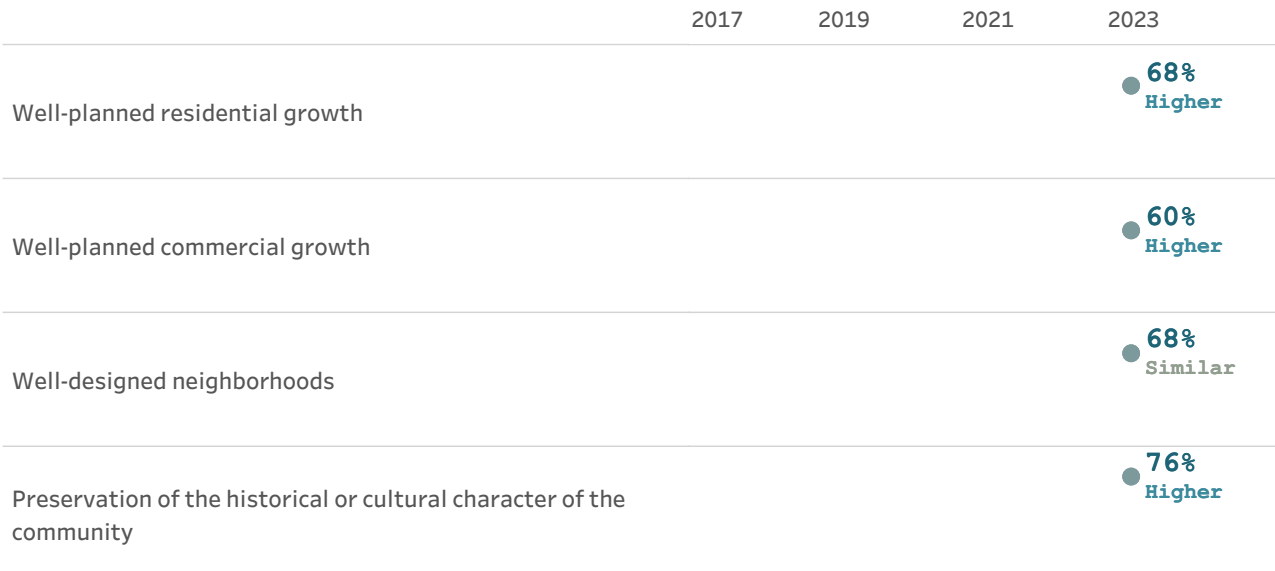 2017 2019 2021 2023
68%
Higher
Well-planned residential growth
60%
Higher
Well-planned commercial growth
68%
Similar
Well-designed neighborhoods
76%
Higher
Preservation of the historical or cultural character of the
community